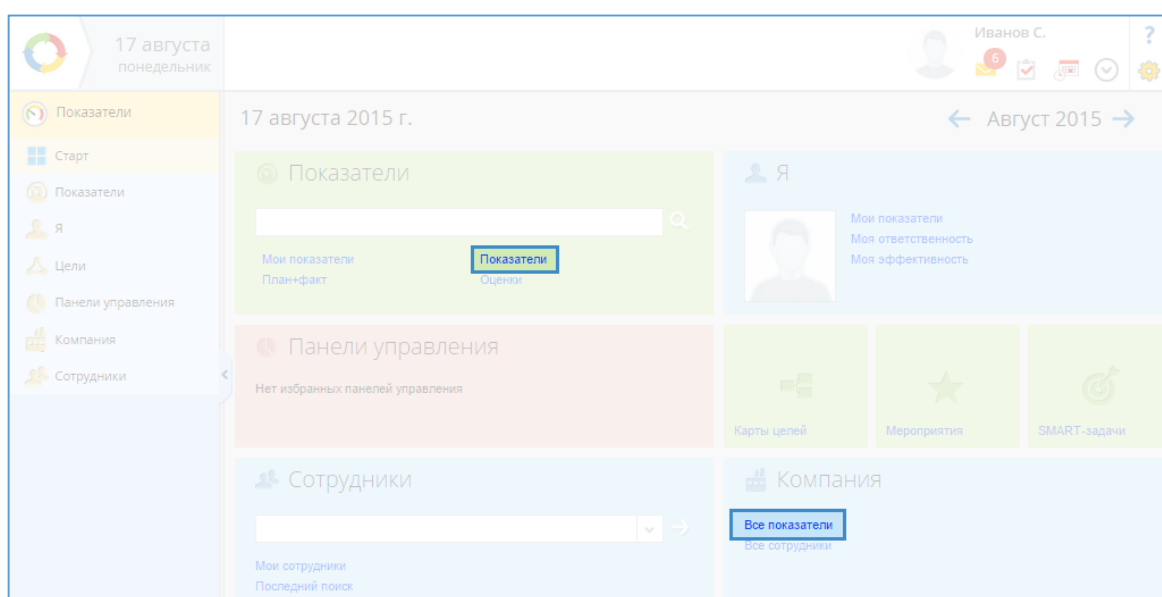 17 августа
понедельник
Иванов С.
?
6
Показатели
Старт
Показатели
Я
Цели
Панели управления
Компания
Сотрудники
17 августа 2015 г.
Август 2015
Показатели
Мои показатели
Показатели
План+факт
Оценки
Я
Мои показатели
Моя ответственность
Моя эффективность
Панели управления
Нет избранных панелей управления
Карты целей
Мероприятия
SMART-задачи
Сотрудники
Мои сотрудники
Последний поиск
Компания
Все показатели
Все сотрудники